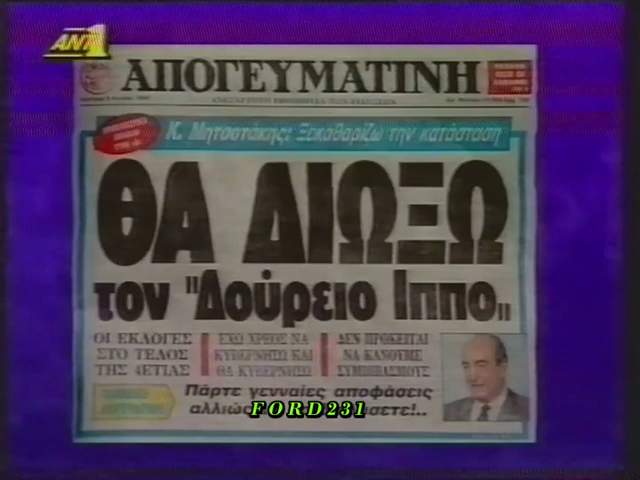 ΑΝΤ1
ΑΠΟΓΕΥΜΑΤΙΝΗ
Κ. Μητσοτάκης: Ξεκαθαρίζω την κατάσταση
ΘΑ ΔΙΩΞΩ
τον "Δούρειο Ιππο"
ΟΙ ΕΚΛΟΓΕΣ
ΣΤΟ ΤΕΛΟΣ
ΤΗΣ 4ΕΤΙΑΣ
ΕΧΩ ΧΡΕΟΣ ΝΑ
ΚΥΒΕΡΝΗΣΩ ΚΑΙ
ΘΑ ΚΥΒΕΡΝΗΣΩ
ΔΕΝ ΠΡΟΚΕΙΤΑΙ
ΝΑ ΚΑΝΟΥΜΕ
ΣΥΜΒΙΒΑΣΜΟΥΣ
Πάρτε γενναίες αποφάσεις
αλλιώς
FORD231